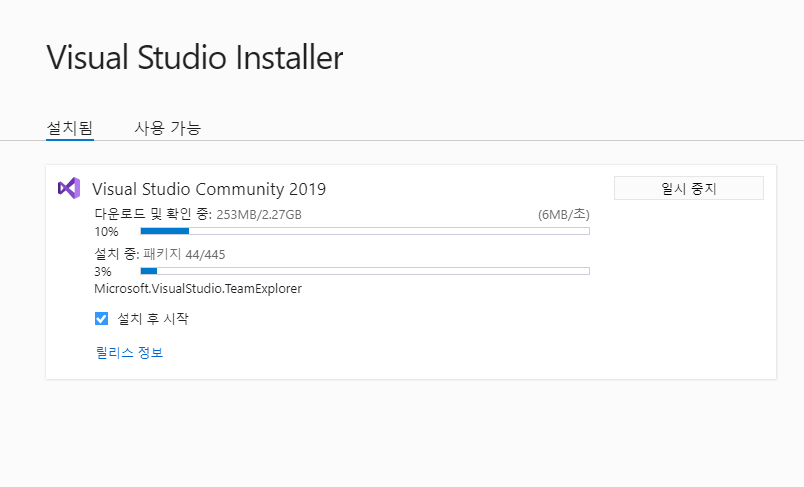 Visual Studio Installer
설치됨 사용 가능
Visual Studio Community 2019 일시 중지
다운로드 및 확인 중: 253MB/2.27GB (6MB/초)
10%
설치 중: 패키지 44/445
3%
Microsoft.VisualStudio.TeamExplorer
설치 후 시작
릴리스 정보